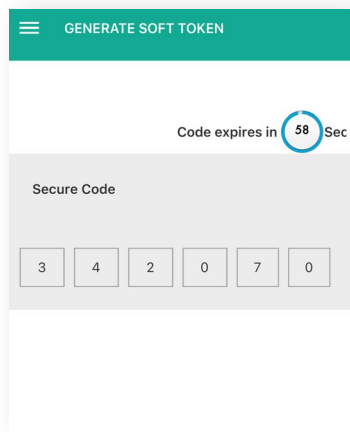 GENERATE SOFT TOKEN
Code expires in 58 Sec
Secure Code
3 4 2 0 7 0